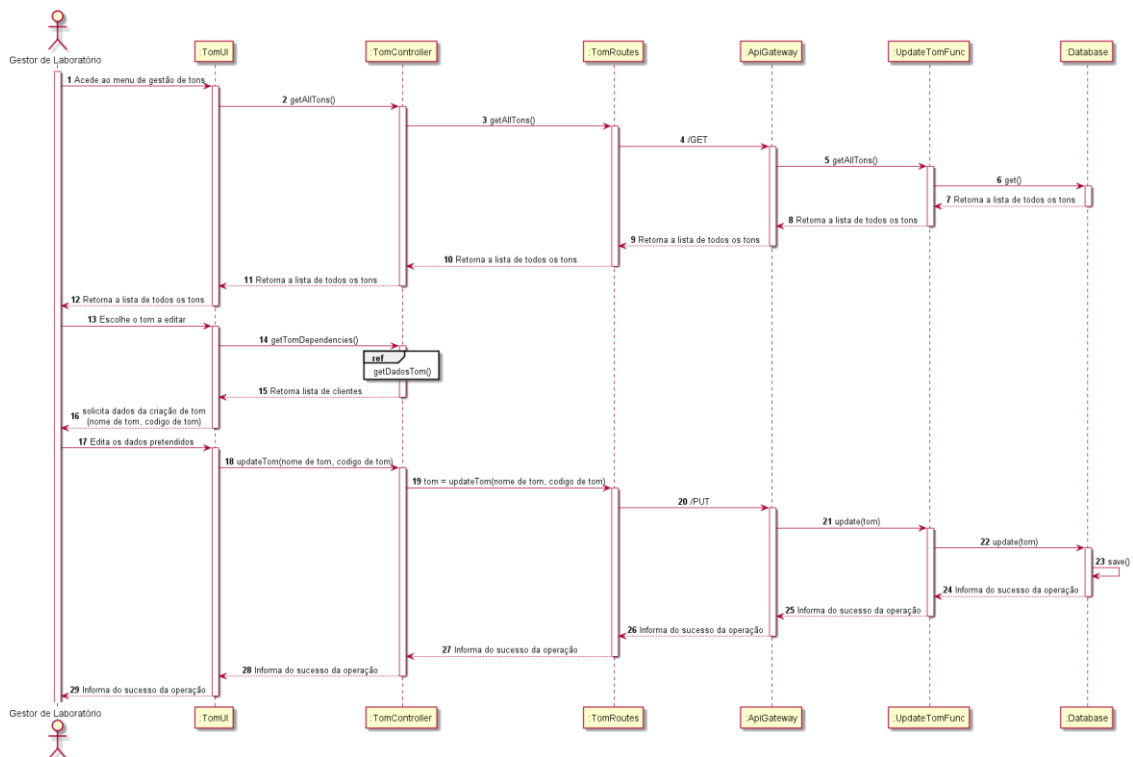 Gestor de Laboratório
:TomUI
:TomController
:TomRoutes
:ApiGateway
:UpdateTomFunc
:Database
1 Acede ao menu de gestão de tons
2 getAllTons()
3 getAllTons()
4 /GET
5 getAllTons()
6 get()
7 Retorna a lista de todos os tons
8 Retorna a lista de todos os tons
9 Retorna a lista de todos os tons
10 Retorna a lista de todos os tons
11 Retorna a lista de todos os tons
12 Retorna a lista de todos os tons
13 Escolhe o tom a editar
14 getTomDependencies()
ref
getDadosTom()
15 Retorna lista de clientes
16 solicita dados da criação de tom
(nome de tom, codigo de tom)
17 Edita os dados pretendidos
18 updateTom(nome de tom, codigo de tom)
19 tom = updateTom(nome de tom, codigo de tom)
20 /PUT
21 update(tom)
22 update(tom)
23 save()
24 Informa do sucesso da operação
25 Informa do sucesso da operação
26 Informa do sucesso da operação
27 Informa do sucesso da operação
28 Informa do sucesso da operação
29 Informa do sucesso da operação
Gestor de Laboratório
:TomUI
:TomController
:TomRoutes
:ApiGateway
:UpdateTomFunc
:Database